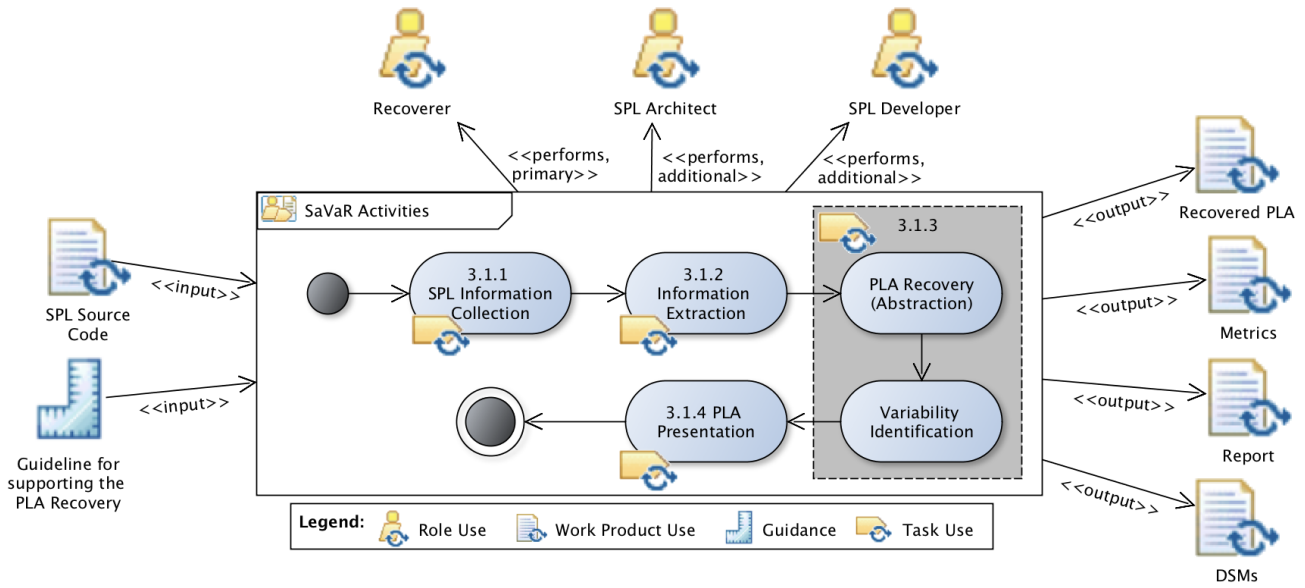 Recoverer
SPL Architect
SPL Developer
<<performs,
primary>>
<<performs,
additional>>
<<performs,
additional>>
SaVaR Activities
SPL Source
Code
<<input>>
Guideline for
supporting the
PLA Recovery
<<input>>
3.1.1
SPL Information
Collection
3.1.2
Information
Extraction
3.1.3
PLA Recovery
(Abstraction)
Variability
Identification
3.1.4 PLA
Presentation
<<output>>
Recovered PLA
<<output>>
Metrics
<<output>>
Report
<<output>>
DSMs
Legend:
Role Use
Work Product Use
Guidance
Task Use